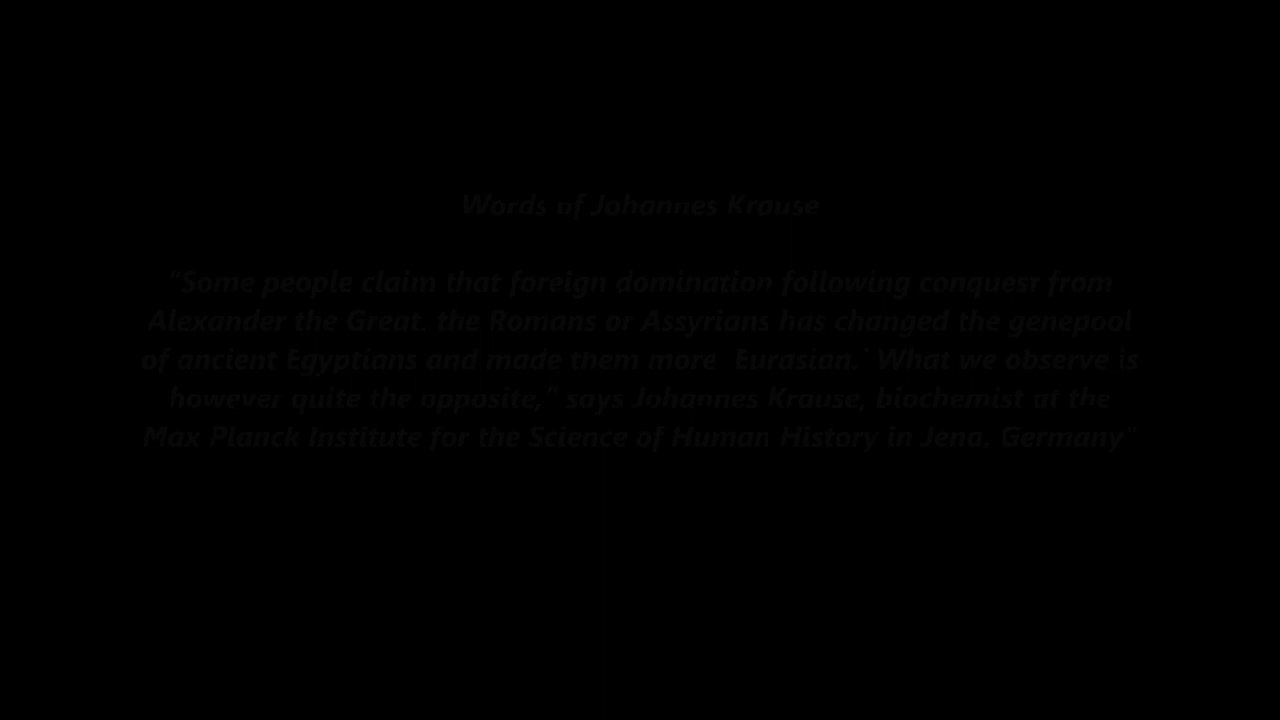 Words of Johannes Krause
“Some people claim that foreign domination following conquest from
Alexander the Great, the Romans or Assyrians has changed the genepool
of ancient Egyptians and made them more ‘Eurasian.’ What we observe is
however quite the opposite,” says Johannes Krause, biochemist at the
Max Planck Institute for the Science of Human History in Jena, Germany”